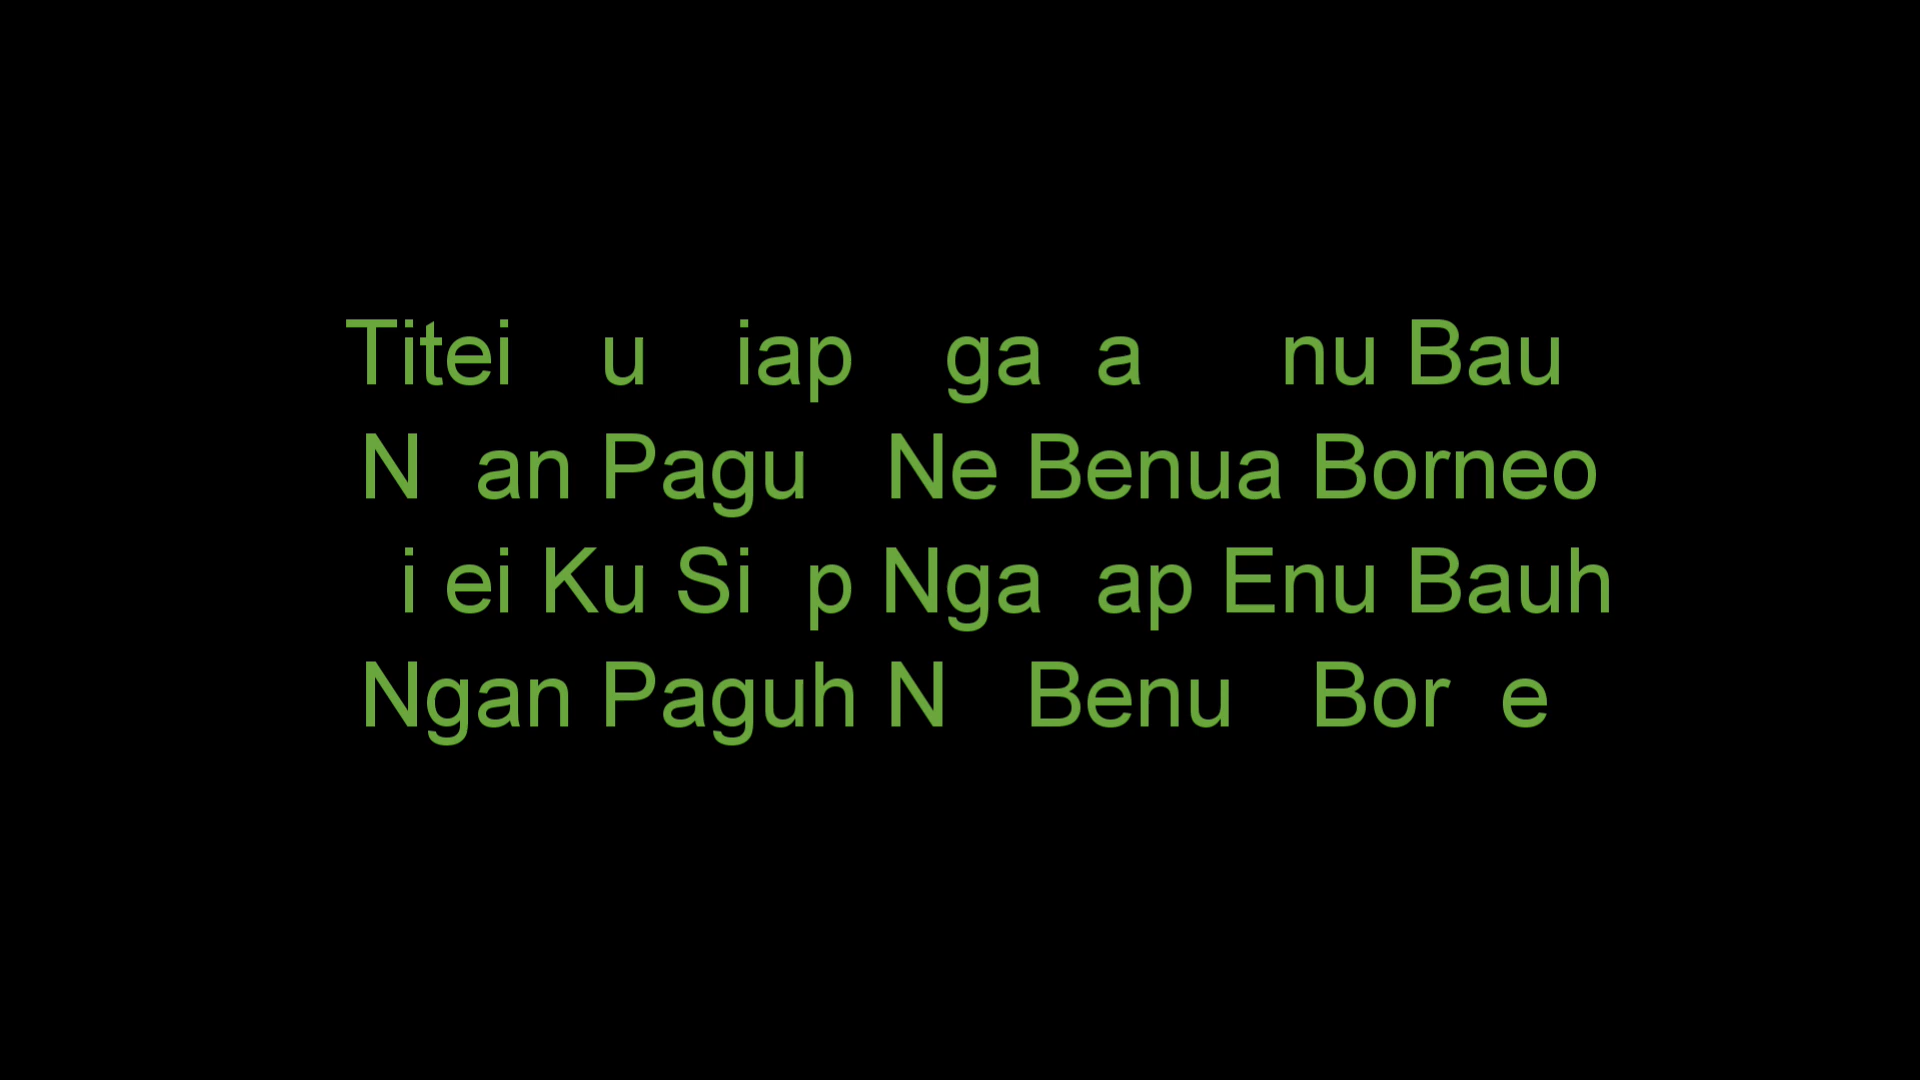 Titei u iap ga a nu Bau
N an Pagu Ne Benua Borneo
i ei Ku Si p Nga ap Enu Bauh
Ngan Paguh N Benu Bor e